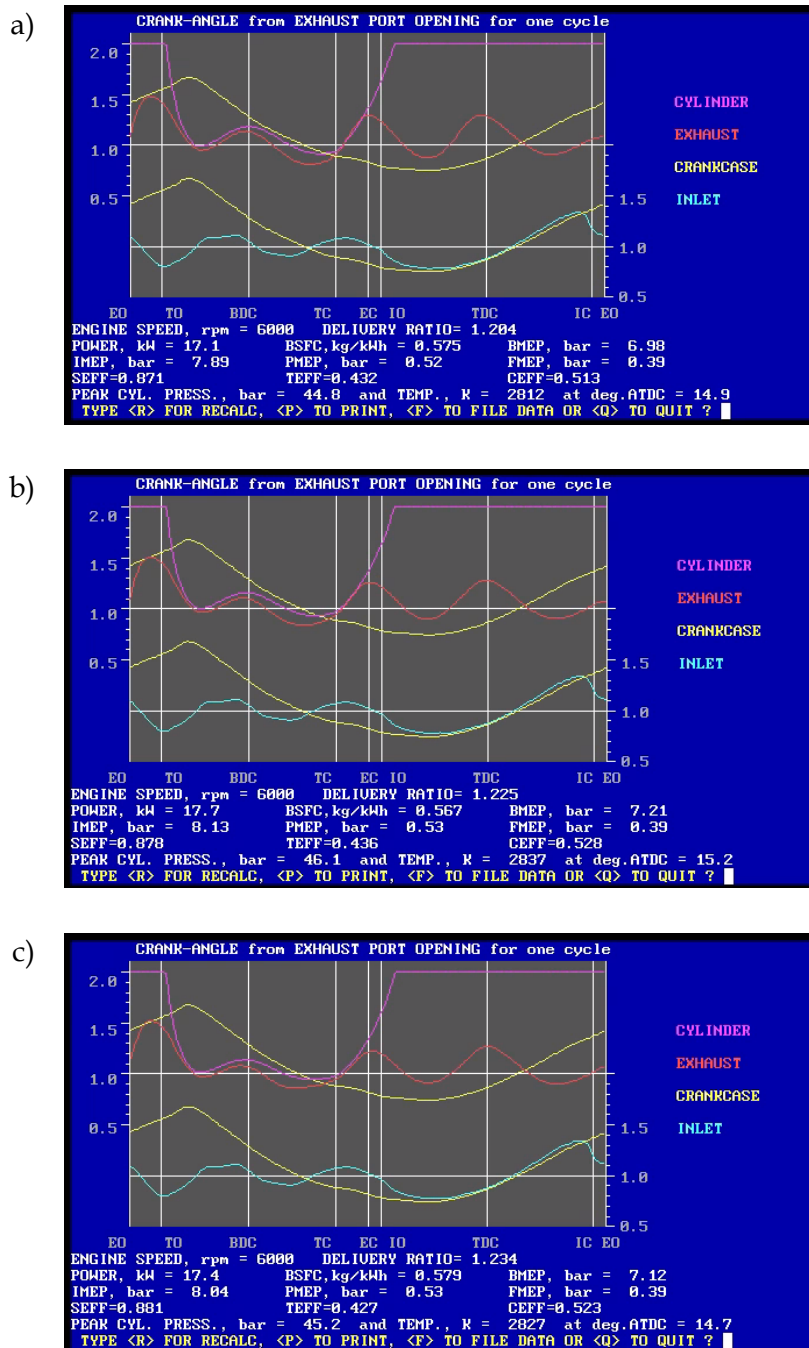 a)
CRANK-ANGLE from EXHAUST PORT OPENING for one cycle
2.0
1.5
1.0
0.5
1.5
1.0
0.5
CYLINDER
EXHAUST
CRANKCASE
INLET
EO TO BDC TC EC IO TDC IC EO
ENGINE SPEED, rpm = 6000 DELIVERY RATIO= 1.204
POWER, kW = 17.1 BSFC,kg/kWh = 0.575 BMEP, bar = 6.98
IMEP, bar = 7.89 PMEP, bar = 0.52 FMEP, bar = 0.39
SEFF=0.871 TEFF=0.432 CEFF=0.513
PEAK CYL. PRESS., bar = 44.8 and TEMP., K = 2812 at deg.ATDC = 14.9
TYPE <R> FOR RECALC, <P> TO PRINT, <F> TO FILE DATA OR <Q> TO QUIT ?
b)
CRANK-ANGLE from EXHAUST PORT OPENING for one cycle
2.0
1.5
1.0
0.5
1.5
1.0
0.5
CYLINDER
EXHAUST
CRANKCASE
INLET
EO TO BDC TC EC IO TDC IC EO
ENGINE SPEED, rpm = 6000 DELIVERY RATIO= 1.225
POWER, kW = 17.7 BSFC,kg/kWh = 0.567 BMEP, bar = 7.21
IMEP, bar = 8.13 PMEP, bar = 0.53 FMEP, bar = 0.39
SEFF=0.878 TEFF=0.436 CEFF=0.528
PEAK CYL. PRESS., bar = 46.1 and TEMP., K = 2837 at deg.ATDC = 15.2
TYPE <R> FOR RECALC, <P> TO PRINT, <F> TO FILE DATA OR <Q> TO QUIT ?
c)
CRANK-ANGLE from EXHAUST PORT OPENING for one cycle
2.0
1.5
1.0
0.5
1.5
1.0
0.5
CYLINDER
EXHAUST
CRANKCASE
INLET
EO TO BDC TC EC IO TDC IC EO
ENGINE SPEED, rpm = 6000 DELIVERY RATIO= 1.234
POWER, kW = 17.4 BSFC,kg/kWh = 0.579 BMEP, bar = 7.12
IMEP, bar = 8.04 PMEP, bar = 0.53 FMEP, bar = 0.39
SEFF=0.881 TEFF=0.427 CEFF=0.523
PEAK CYL. PRESS., bar = 45.2 and TEMP., K = 2827 at deg.ATDC = 14.7
TYPE <R> FOR RECALC, <P> TO PRINT, <F> TO FILE DATA OR <Q> TO QUIT ?